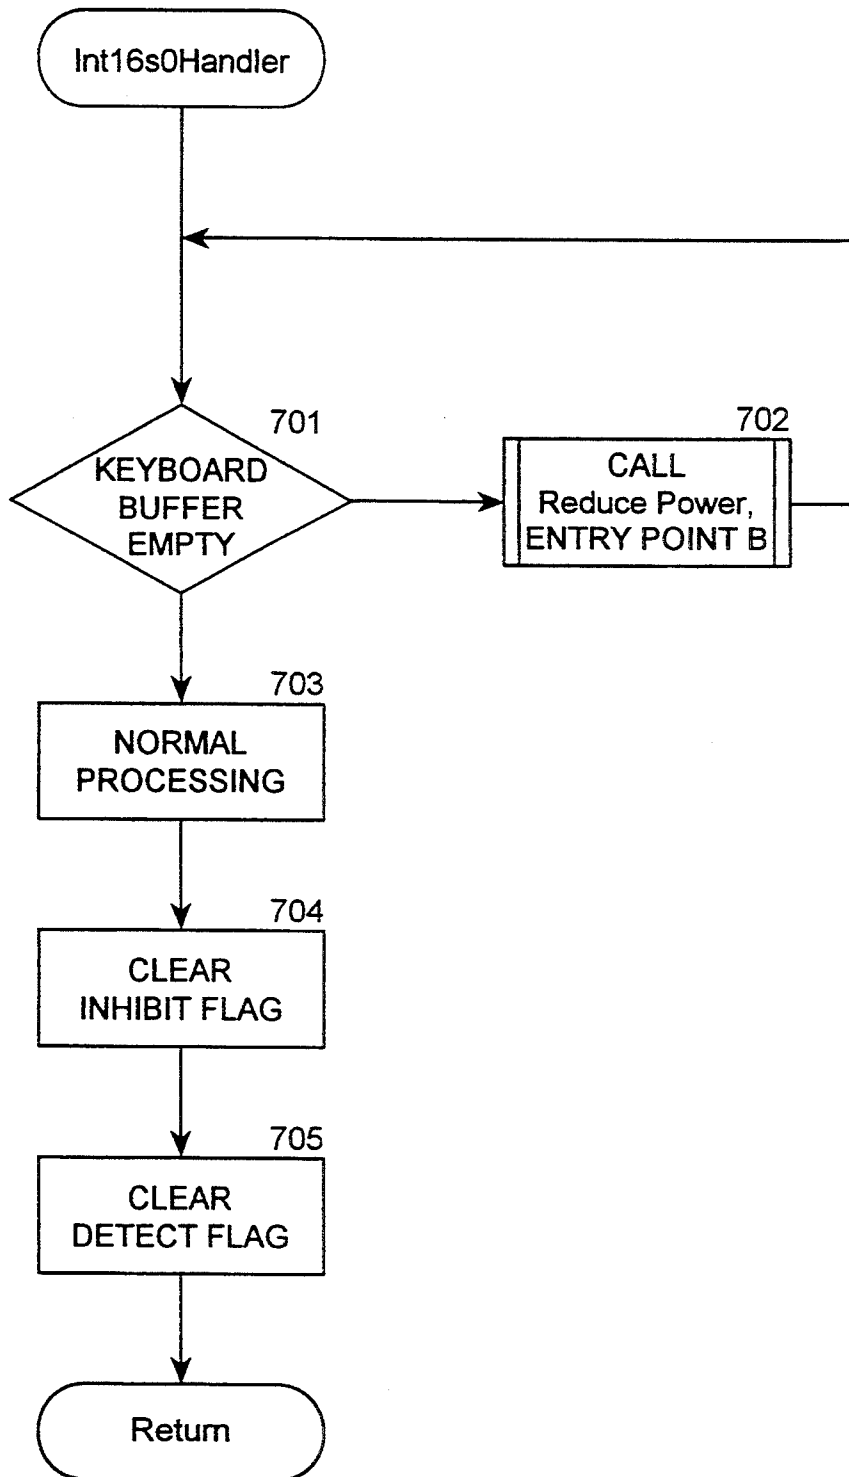 Int16s0Handler
701
KEYBOARD
BUFFER
EMPTY
702
CALL
Reduce Power,
ENTRY POINT B
703
NORMAL
PROCESSING
704
CLEAR
INHIBIT FLAG
705
CLEAR
DETECT FLAG
Return